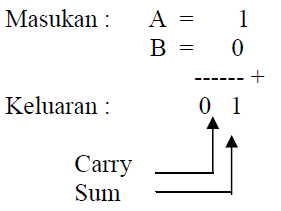 Masukan : A = 1
B = 0
------ +
Keluaran : 0 1
Carry
Sum